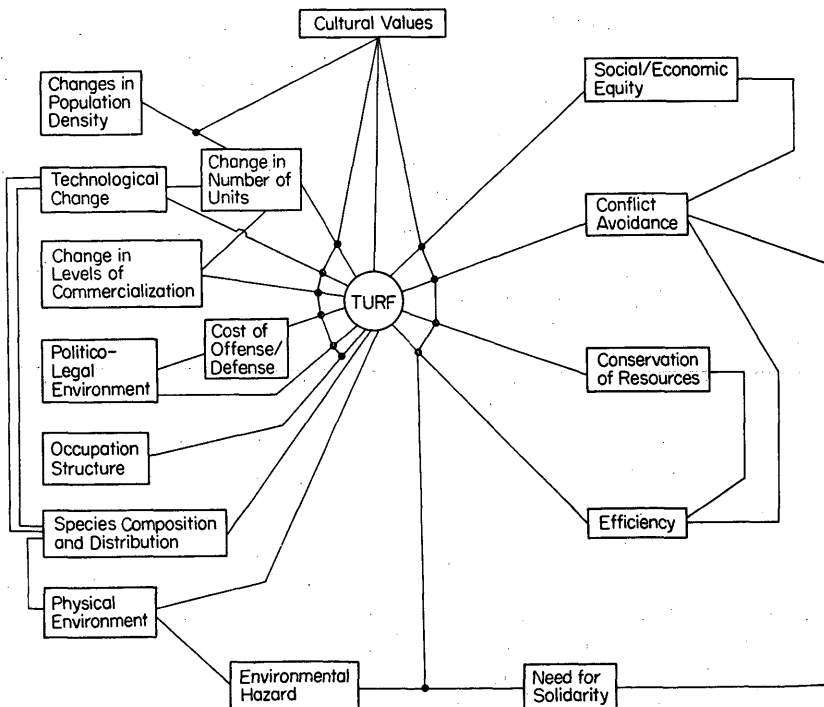 Cultural Values
Changes in
Population
Density
Social/Economic
Equity
Technological
Change
Change in
Number of
Units
Conflict
Avoidance
Change in
Levels of
Commercialization
TURF
Politico-
Legal
Environment
Cost of
Offense/
Defense
Conservation
of Resources
Occupation
Structure
Species Composition
and Distribution
Efficiency
Physical
Environment
Environmental
Hazard
Need for
Solidarity